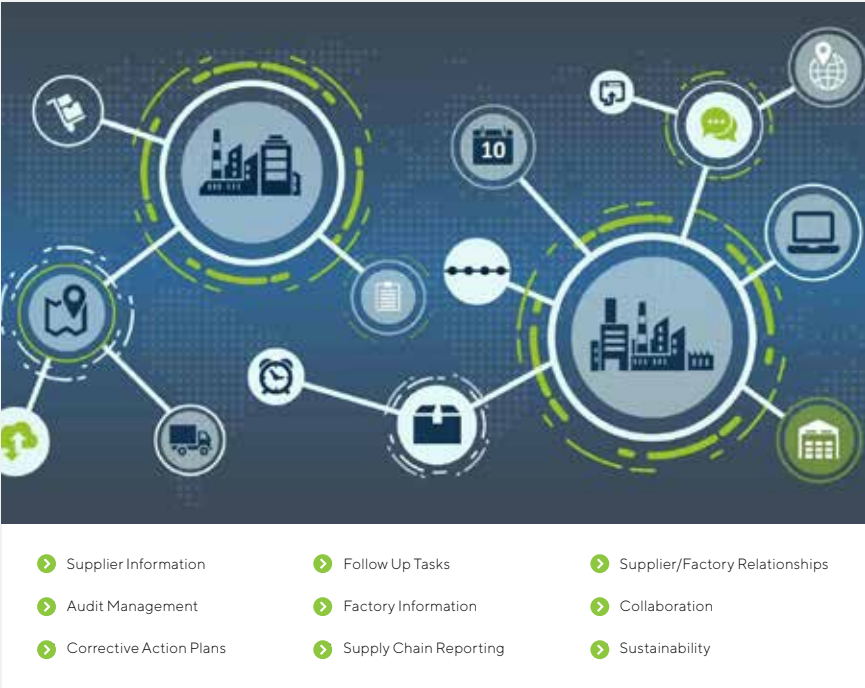 10
Supplier Information
Follow Up Tasks
Supplier/Factory Relationships
Audit Management
Factory Information
Collaboration
Corrective Action Plans
Supply Chain Reporting
Sustainability